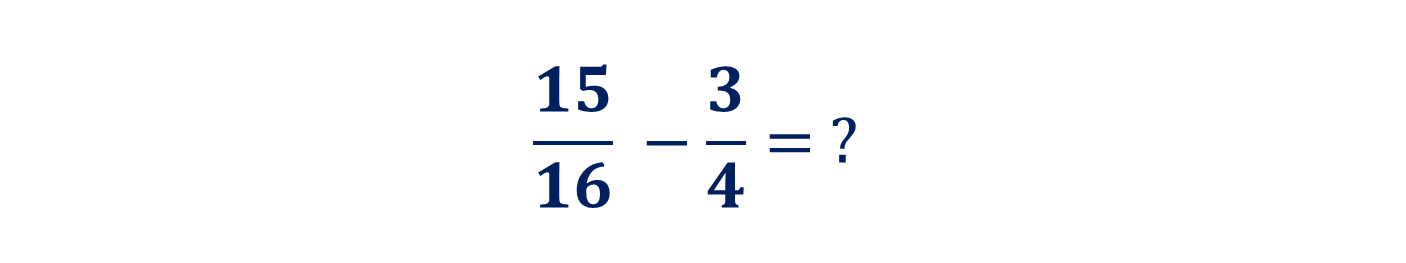 15/16 − 3/4 = ?